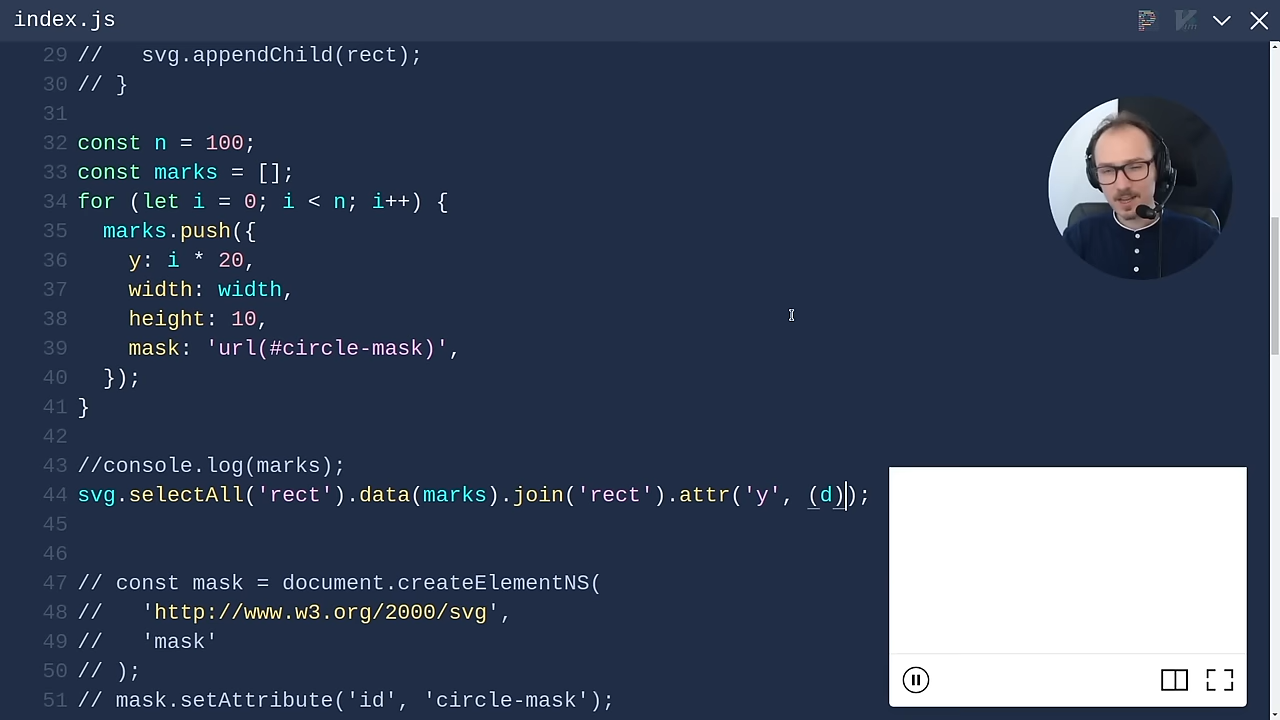 index.js
29 //   svg.appendChild(rect);
30 // }
31
32 const n = 100;
33 const marks = [];
34 for (let i = 0; i < n; i++) {
35   marks.push({
36     y: i * 20,
37     width: width,
38     height: 10,
39     mask: 'url(#circle-mask)',
40   });
41 }
42
43 //console.log(marks);
44 svg.selectAll('rect').data(marks).join('rect').attr('y', (d));
45
46
47 // const mask = document.createElementNS(
48 //   'http://www.w3.org/2000/svg',
49 //   'mask'
50 // );
51 // mask.setAttribute('id', 'circle-mask');